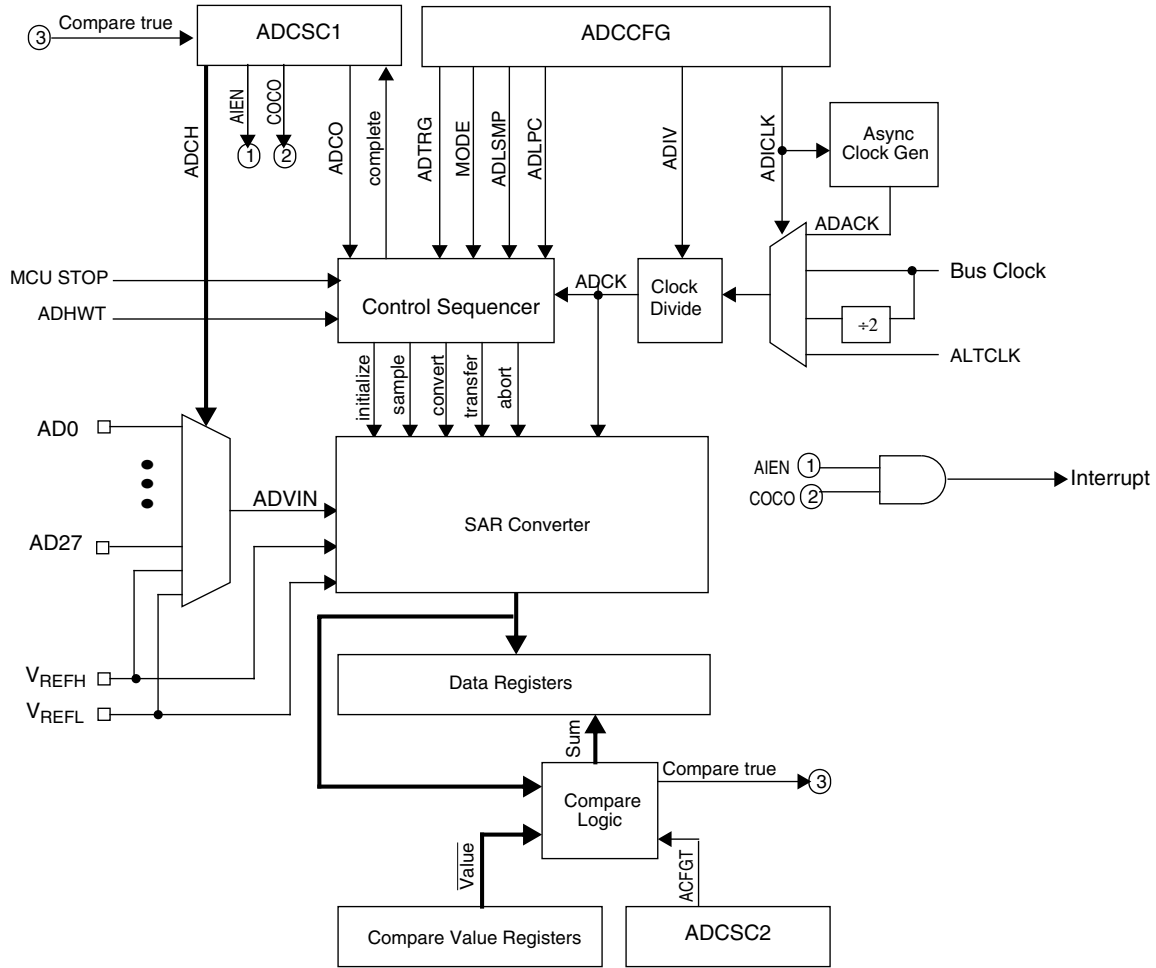 3
Compare true
ADCSC1
ADCCFG
ADCH
AIEN
COCO
1
2
ADCO
complete
ADTRG
MODE
ADLSMP
ADLPC
ADIV
ADICLK
Async
Clock Gen
ADACK
MCU STOP
ADHWT
Control Sequencer
ADCK
Clock
Divide
Bus Clock
÷2
ALTCLK
initialize
sample
convert
transfer
abort
AD0
AD27
ADVIN
SAR Converter
AIEN 1
COCO 2
Interrupt
VREFH
VREFL
Data Registers
Sum
Compare true
3
Compare
Logic
Value
ACFGT
Compare Value Registers
ADCSC2